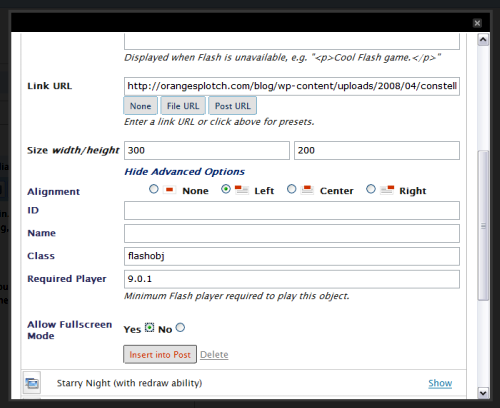 Displayed when Flash is unavailable, e.g. "<p>Cool Flash game.</p>"
Link URL
http://orangesplotch.com/blog/wp-content/uploads/2008/04/constell
None File URL Post URL
Enter a link URL or click above for presets.
Size width/height 300 200
Hide Advanced Options
Alignment None Left Center Right
ID
Name
Class flashobj
Required Player 9.0.1
Minimum Flash player required to play this object.
Allow Fullscreen Mode Yes No
Insert into Post Delete
Starry Night (with redraw ability) Show